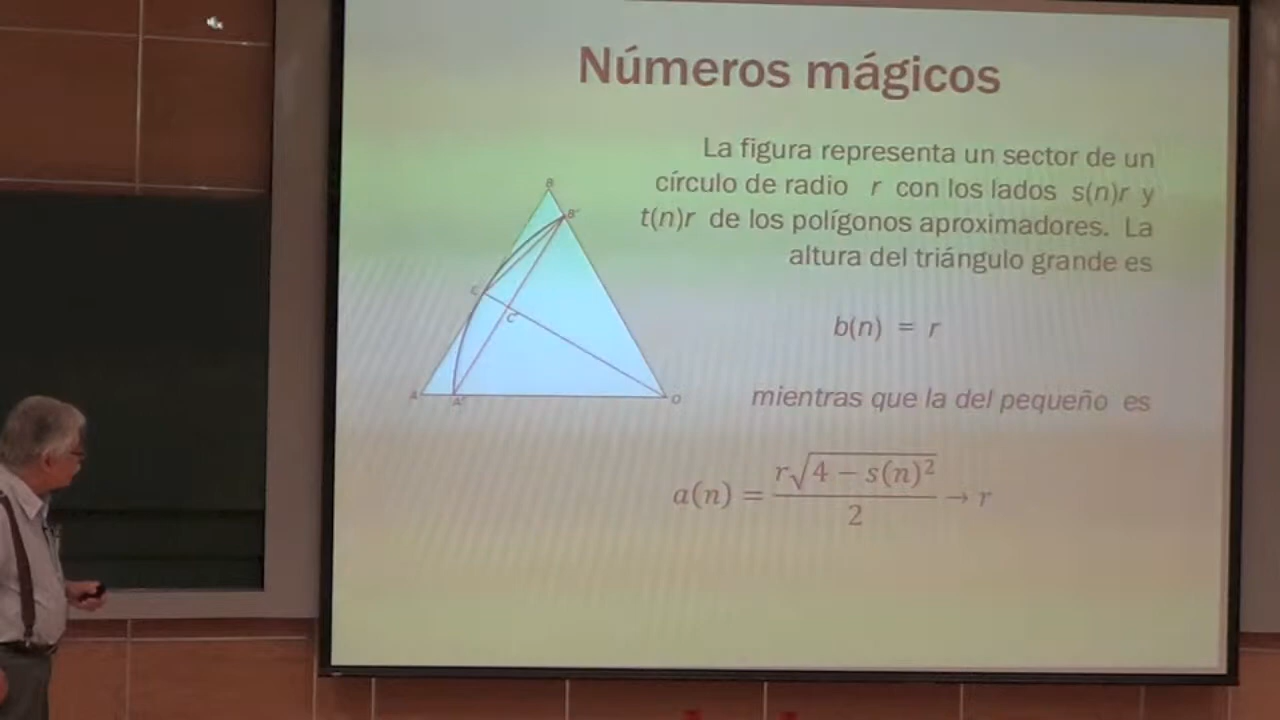 Números mágicos
La figura representa un sector de un
círculo de radio r con los lados s(n)r y
t(n)r de los polígonos aproximadores. La
altura del triángulo grande es
b(n) = r
mientras que la del pequeño es
a(n) = r√(4 − s(n)²) / 2 → r
B
B'
C
C'
A
A'
O